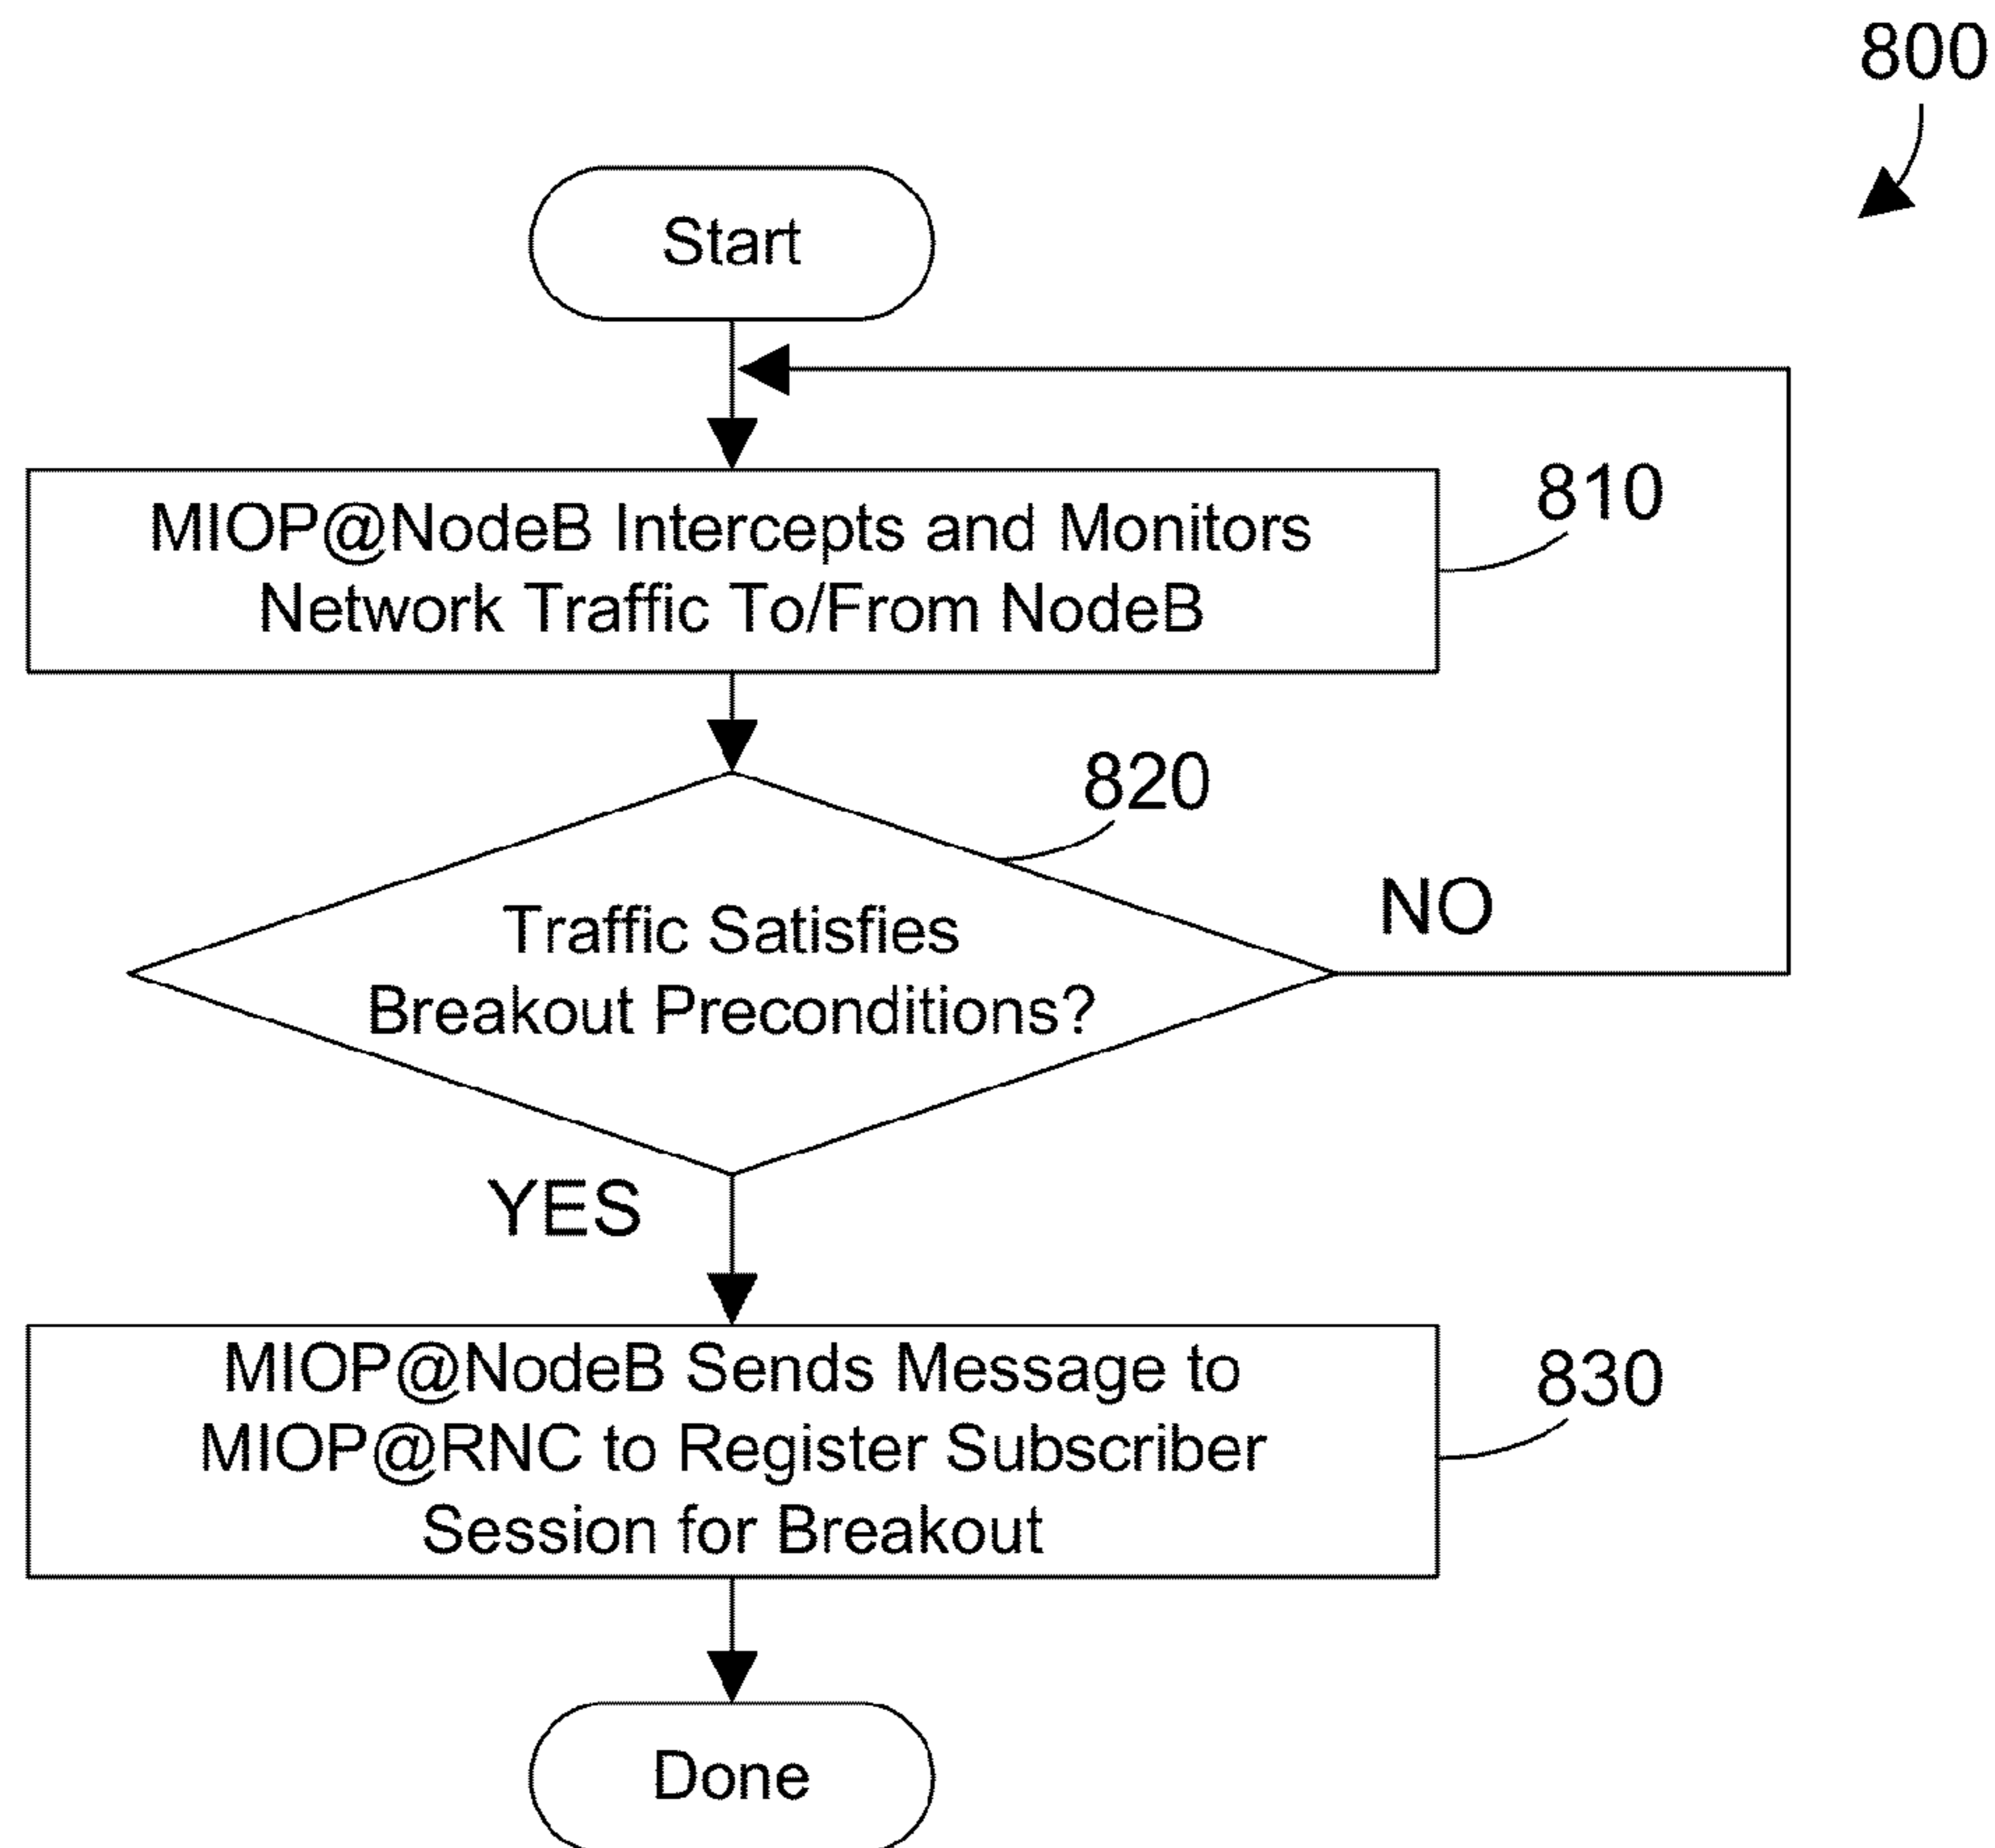 800
Start
MIOP@NodeB Intercepts and Monitors
Network Traffic To/From NodeB
810
820
Traffic Satisfies
Breakout Preconditions?
NO
YES
MIOP@NodeB Sends Message to
MIOP@RNC to Register Subscriber
Session for Breakout
830
Done